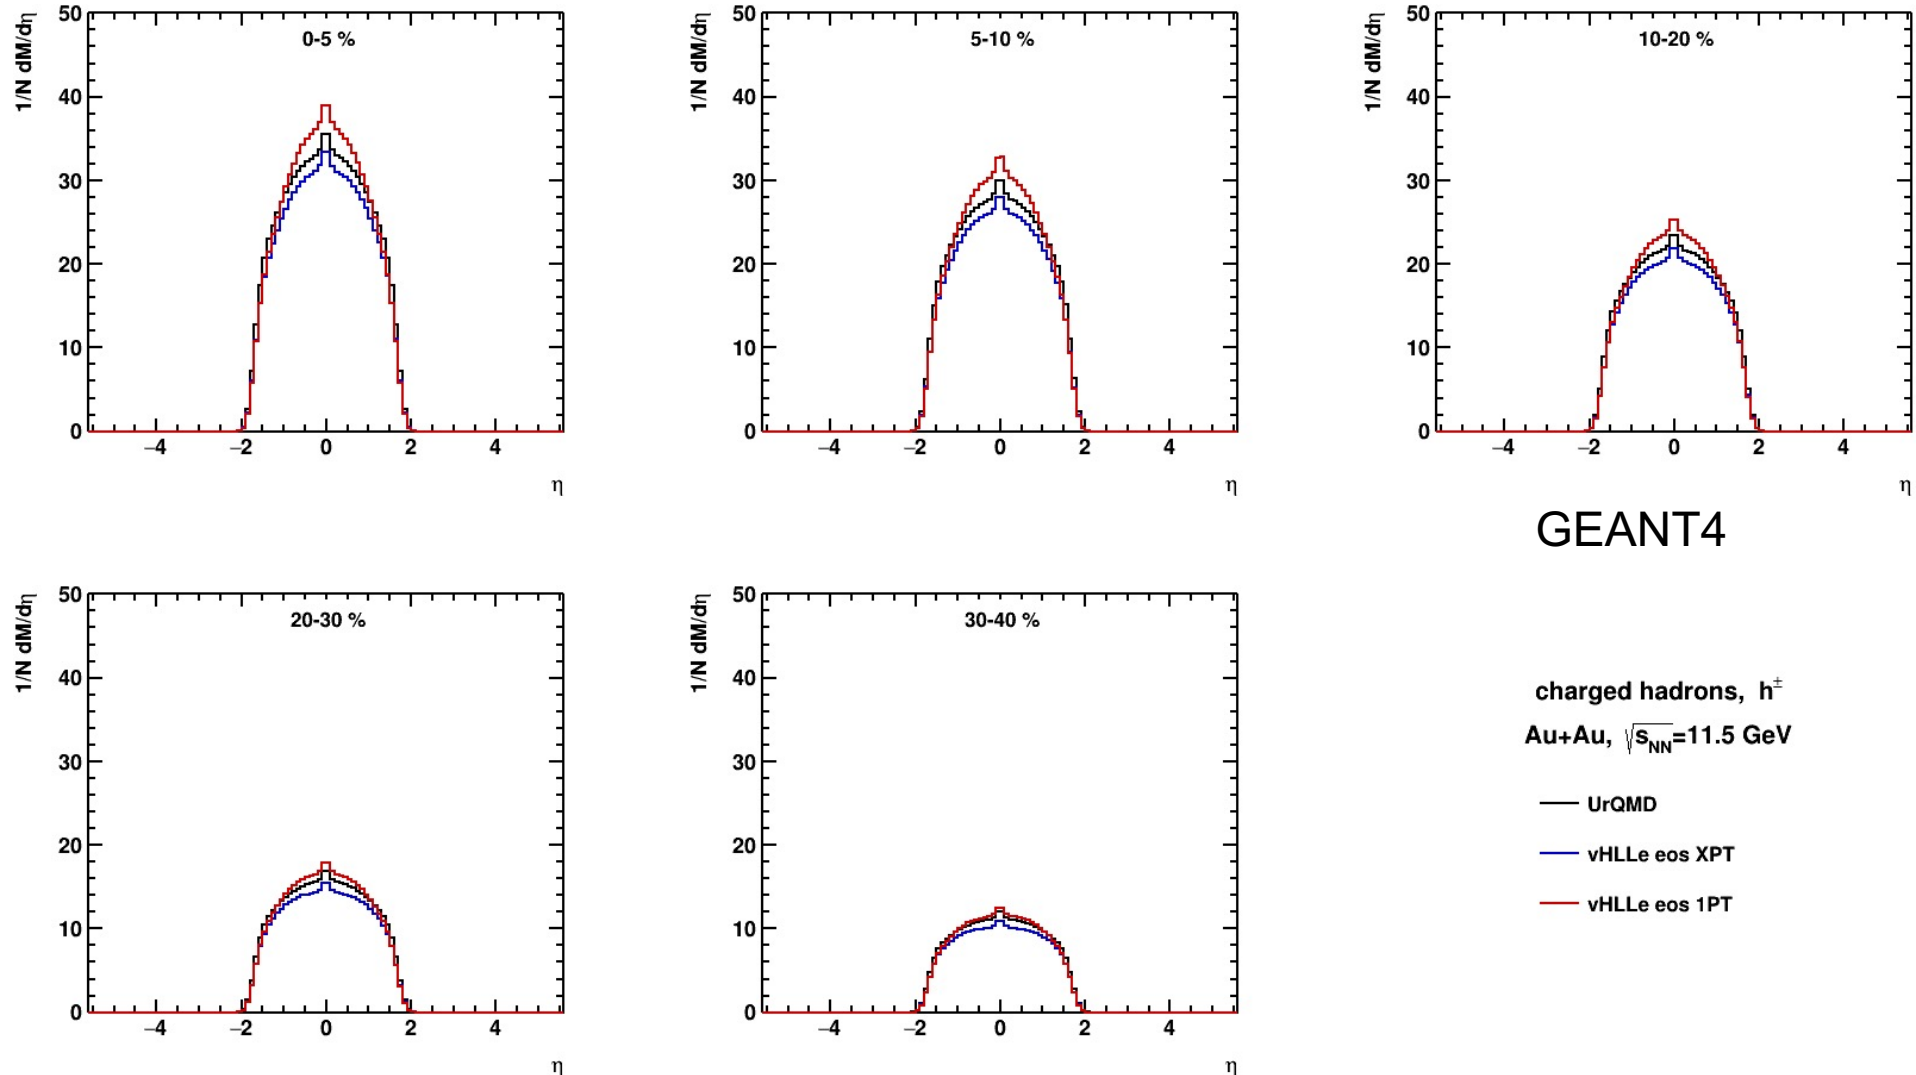 1/N dM/dη
50
40
30
20
10
0
0-5 %
−4 −2 0 2 4
η
1/N dM/dη
50
40
30
20
10
0
5-10 %
−4 −2 0 2 4
η
1/N dM/dη
50
40
30
20
10
0
10-20 %
−4 −2 0 2 4
η
GEANT4
1/N dM/dη
50
40
30
20
10
0
20-30 %
−4 −2 0 2 4
η
1/N dM/dη
50
40
30
20
10
0
30-40 %
−4 −2 0 2 4
η
charged hadrons, h±
Au+Au, √sNN=11.5 GeV
UrQMD
vHLLe eos XPT
vHLLe eos 1PT